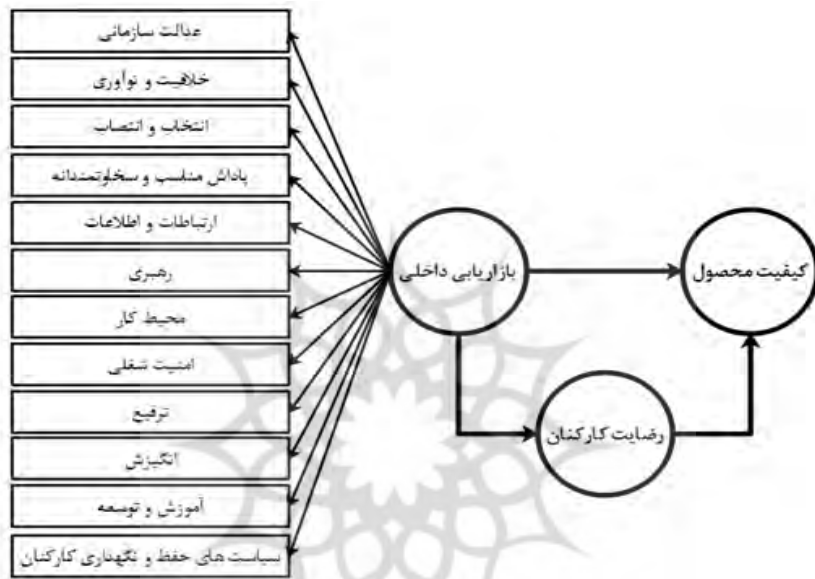 عدالت سازمانی
خلاقیت و نوآوری
انتخاب و انتصاب
پاداش مناسب و سخاوتمندانه
ارتباطات و اطلاعات
رهبری
محیط کار
امنیت شغلی
ترفیع
انگیزش
آموزش و توسعه
سیاست های حفظ و نگهداری کارکنان
بازاریابی داخلی
کیفیت محصول
رضایت کارکنان